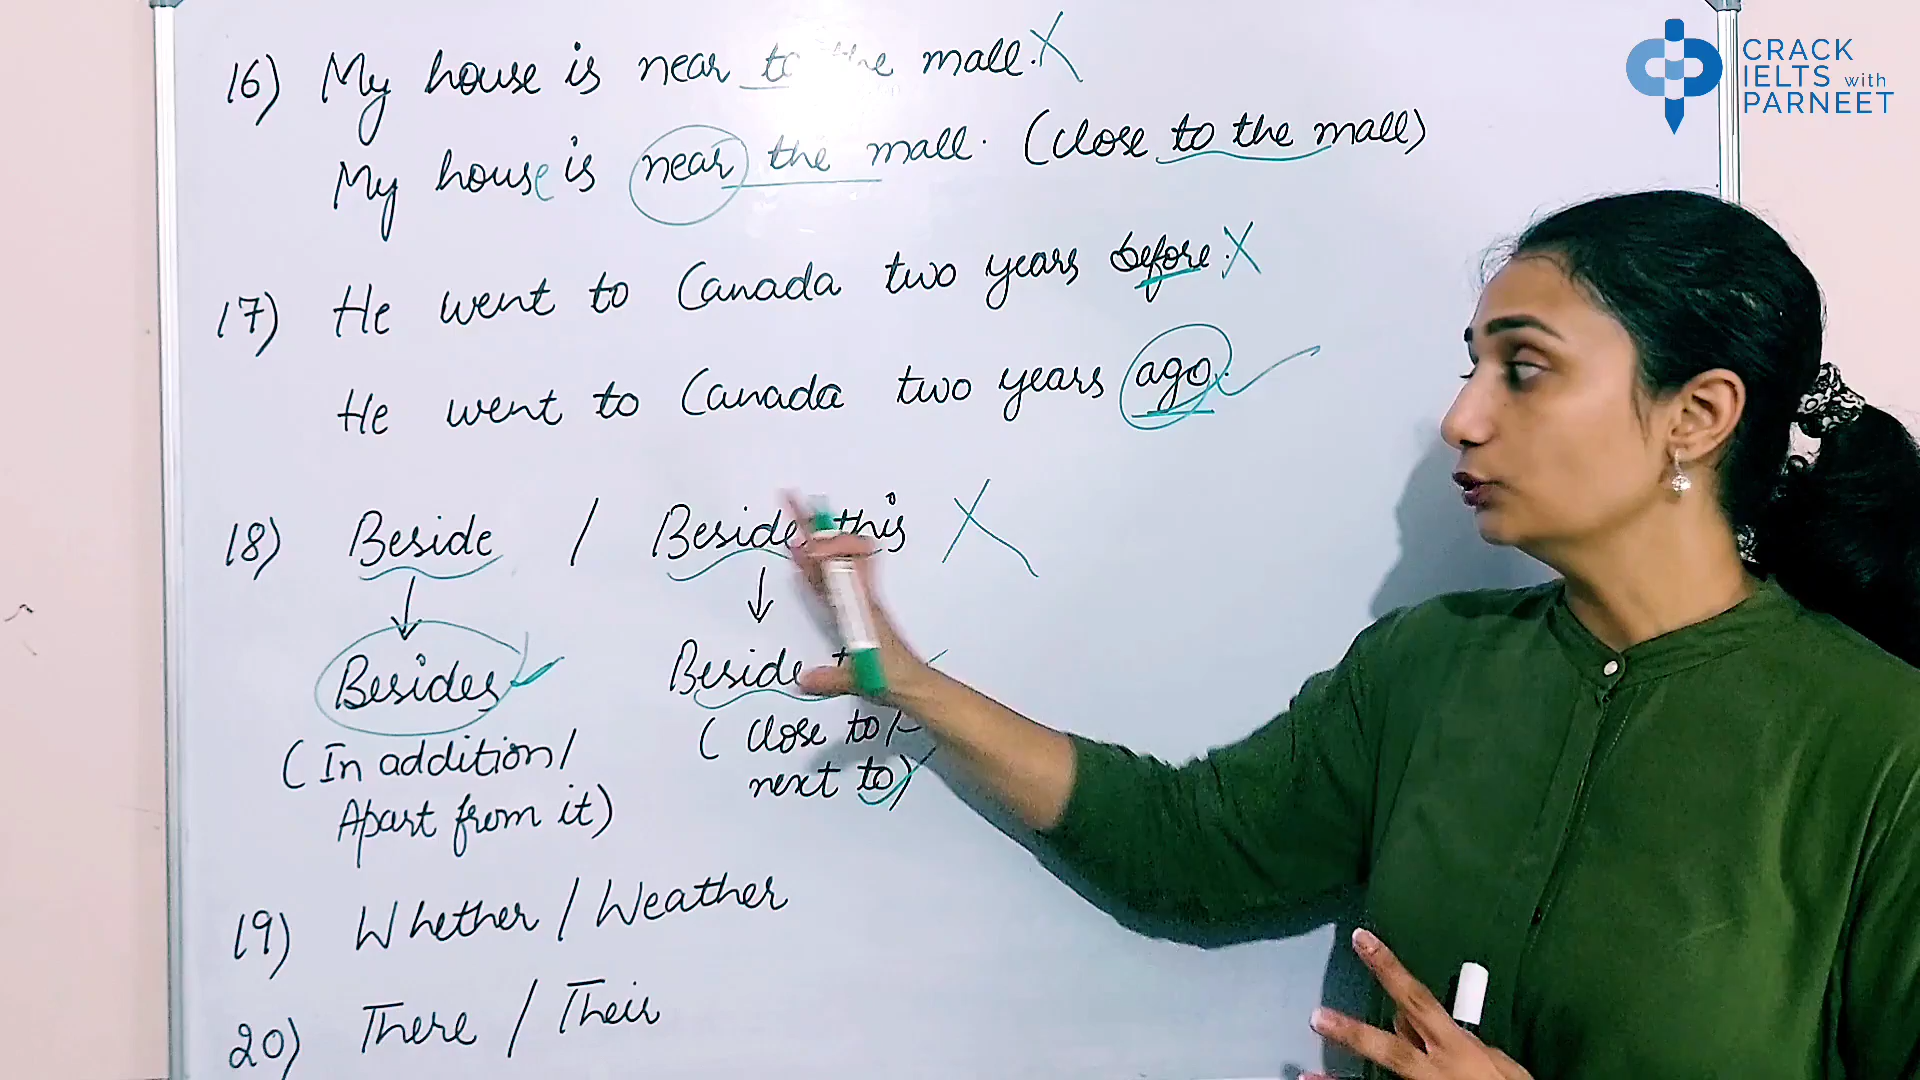 CRACK
IELTS with
PARNEET
16) My house is near to the mall. X
My house is near the mall. (close to the mall)
17) He went to Canada two years before. X
He went to Canada two years ago.
18) Beside / Beside this X
Besides
Beside
(In addition/
Apart from it)
(close to/
next to)
19) Whether / Weather
20) There / Their